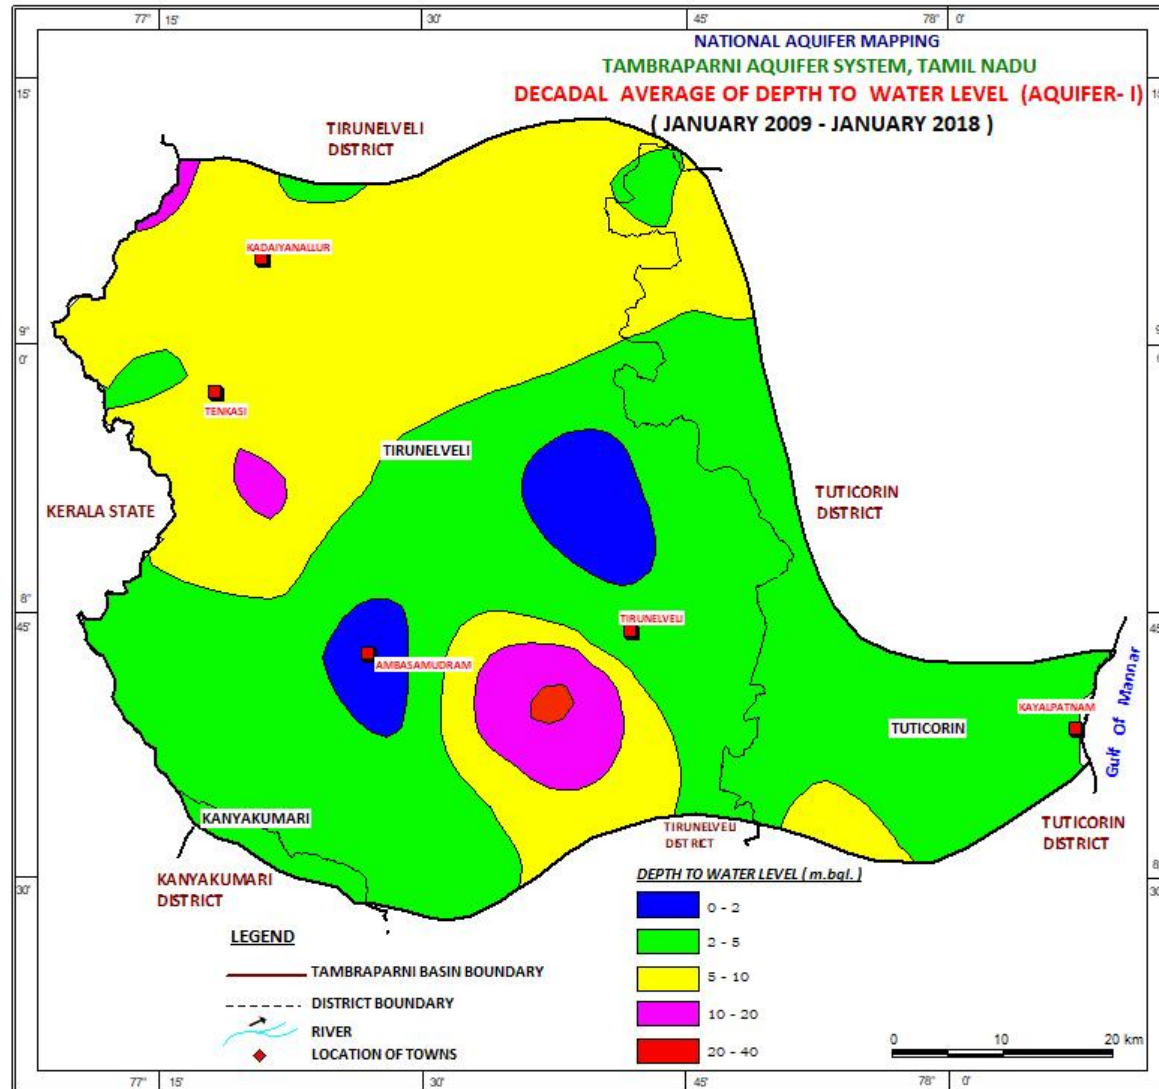 77° 15' 30' 45' 78° 0'
NATIONAL AQUIFER MAPPING
TAMBRAPARNI AQUIFER SYSTEM, TAMIL NADU
DECADAL AVERAGE OF DEPTH TO WATER LEVEL (AQUIFER- I)
( JANUARY 2009 - JANUARY 2018 )
15'
TIRUNELVELI
DISTRICT
KADAIYANALLUR
9°
0'
TENKASI
TIRUNELVELI
KERALA STATE
TUTICORIN
DISTRICT
8°
45'
TIRUNELVELI
AMBASAMUDRAM
KAYALPATNAM
Gulf Of Mannar
TUTICORIN
KANYAKUMARI
TIRUNELVELI
DISTRICT
TUTICORIN
DISTRICT
KANYAKUMARI
DISTRICT
30'
DEPTH TO WATER LEVEL ( m.bgl. )
0 - 2
2 - 5
5 - 10
10 - 20
20 - 40
LEGEND
TAMBRAPARNI BASIN BOUNDARY
DISTRICT BOUNDARY
RIVER
LOCATION OF TOWNS
0 10 20 km
77° 15' 30' 45' 78° 0'